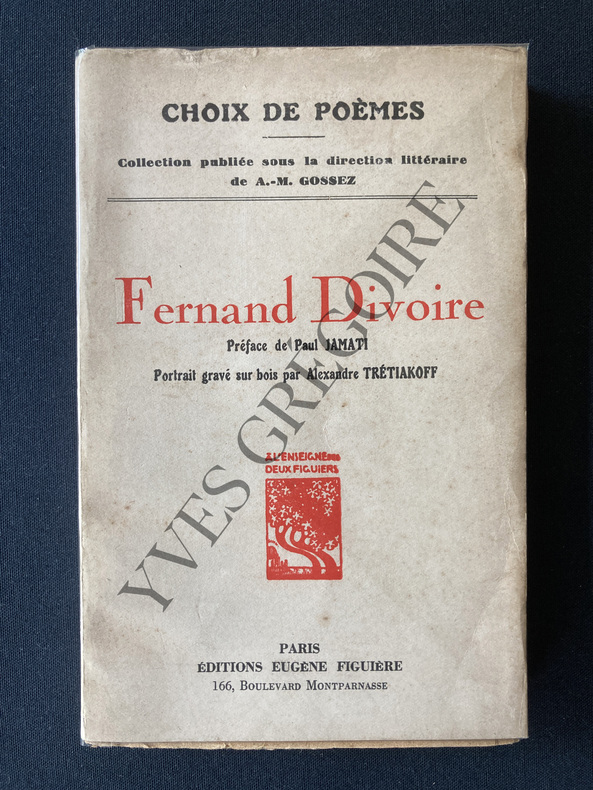 CHOIX DE POÈMES
Collection publiée sous la direction littéraire
de A.-M. GOSSEZ
Fernand Divoire
Préface de Paul JAMATI
Portrait gravé sur bois par Alexandre TRÉTIAKOFF
A L'ENSEIGNE DES
DEUX FIGUIERS
PARIS
ÉDITIONS EUGÈNE FIGUIÈRE
166, BOULEVARD MONTPARNASSE
YVES GRÉGOIRE